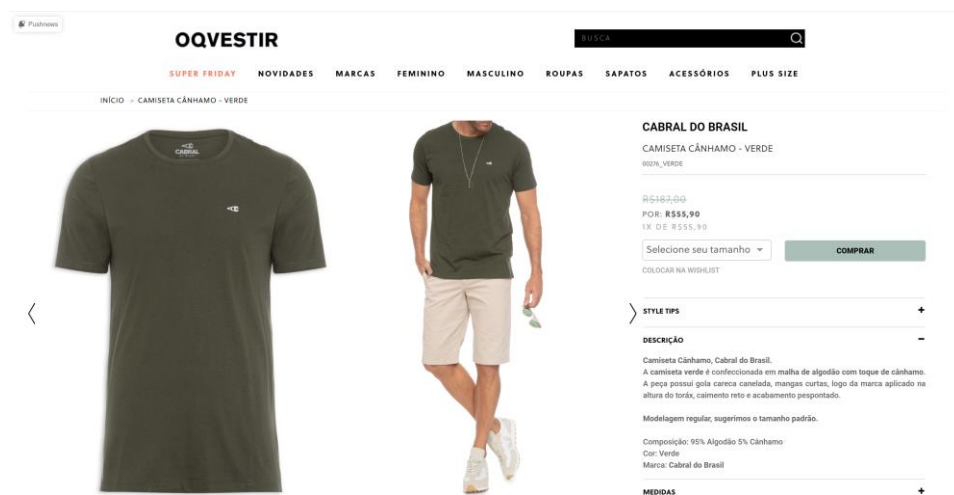 Pushnews
OQVESTIR
BUSCA
SUPER FRIDAY NOVIDADES MARCAS FEMININO MASCULINO ROUPAS SAPATOS ACESSÓRIOS PLUS SIZE
INÍCIO » CAMISETA CÂNHAMO - VERDE
CABRAL
CABRAL DO BRASIL
CAMISETA CÂNHAMO - VERDE
00276_VERDE
R$187,00
POR: R$55,90
1X DE R$55,90
Selecione seu tamanho
COMPRAR
COLOCAR NA WISHLIST
STYLE TIPS +
DESCRIÇÃO −
Camiseta Cânhamo, Cabral do Brasil.
A camiseta verde é confeccionada em malha de algodão com toque de cânhamo.
A peça possui gola careca canelada, mangas curtas, logo da marca aplicado na
altura do toráx, caimento reto e acabamento pespontado.
Modelagem regular, sugerimos o tamanho padrão.
Composição: 95% Algodão 5% Cânhamo
Cor: Verde
Marca: Cabral do Brasil
MEDIDAS +